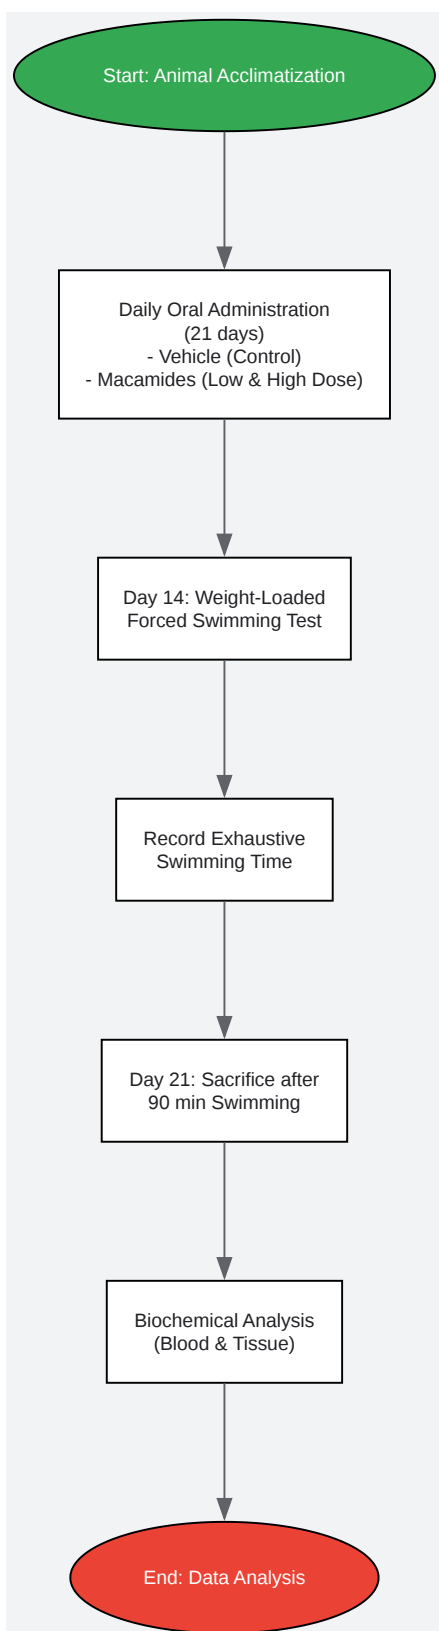 Start: Animal Acclimatization
Daily Oral Administration
(21 days)
- Vehicle (Control)
- Macamides (Low & High Dose)
Day 14: Weight-Loaded
Forced Swimming Test
Record Exhaustive
Swimming Time
Day 21: Sacrifice after
90 min Swimming
Biochemical Analysis
(Blood & Tissue)
End: Data Analysis